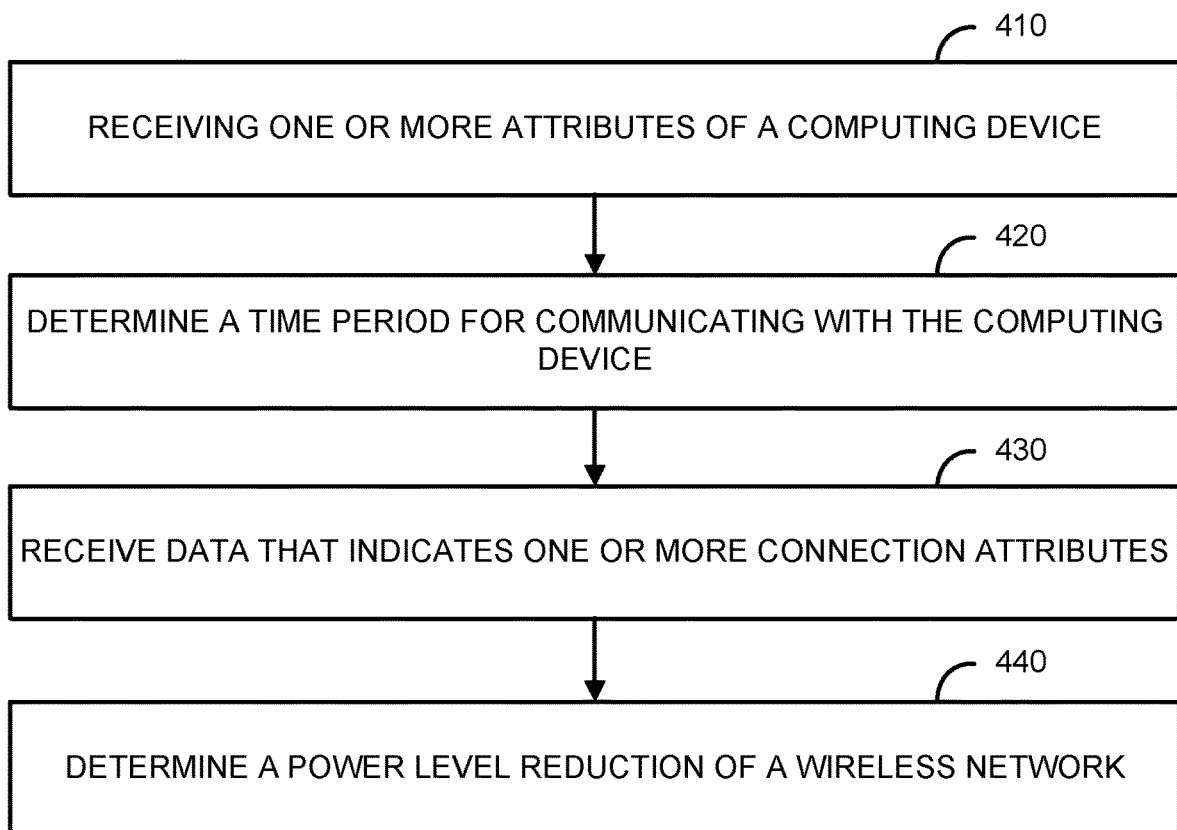 410
RECEIVING ONE OR MORE ATTRIBUTES OF A COMPUTING DEVICE
420
DETERMINE A TIME PERIOD FOR COMMUNICATING WITH THE COMPUTING
DEVICE
430
RECEIVE DATA THAT INDICATES ONE OR MORE CONNECTION ATTRIBUTES
440
DETERMINE A POWER LEVEL REDUCTION OF A WIRELESS NETWORK